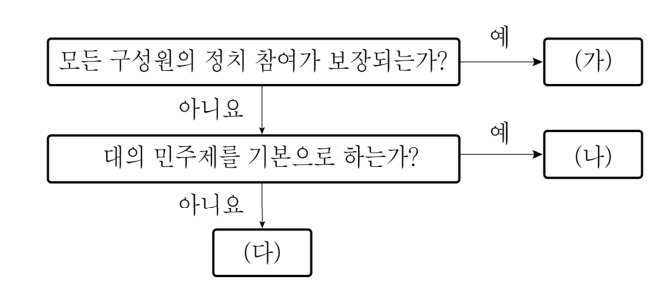 모든 구성원의 정치 참여가 보장되는가?
예
(가)
아니요
대의 민주제를 기본으로 하는가?
예
(나)
아니요
(다)